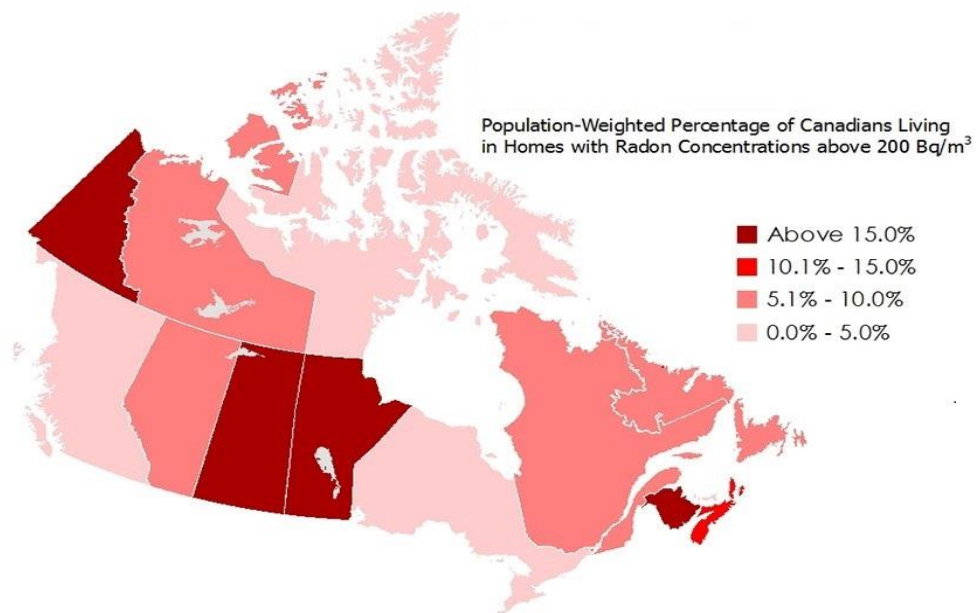 Population-Weighted Percentage of Canadians Living
in Homes with Radon Concentrations above 200 Bq/m³
Above 15.0%
10.1% - 15.0%
5.1% - 10.0%
0.0% - 5.0%